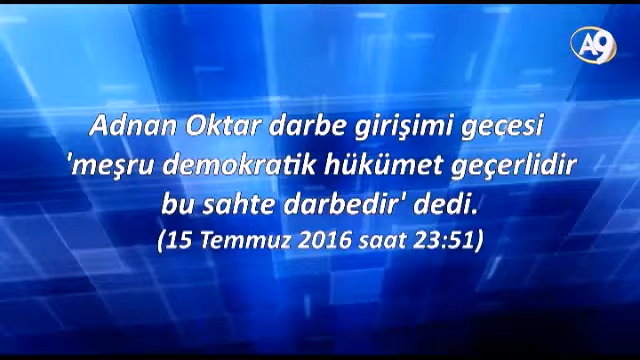 A9
Adnan Oktar darbe girişimi gecesi
'meşru demokratik hükümet geçerlidir
bu sahte darbedir' dedi.
(15 Temmuz 2016 saat 23:51)